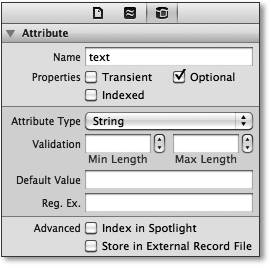 Attribute
Name text
Properties Transient Optional
Indexed
Attribute Type String
Validation
Min Length Max Length
Default Value
Reg. Ex.
Advanced Index in Spotlight
Store in External Record File